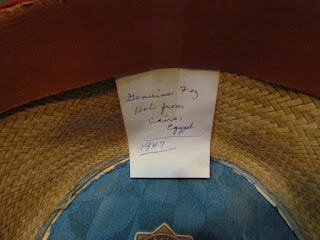 Genuine Fez
Hat from
Cairo,
Egypt
1947